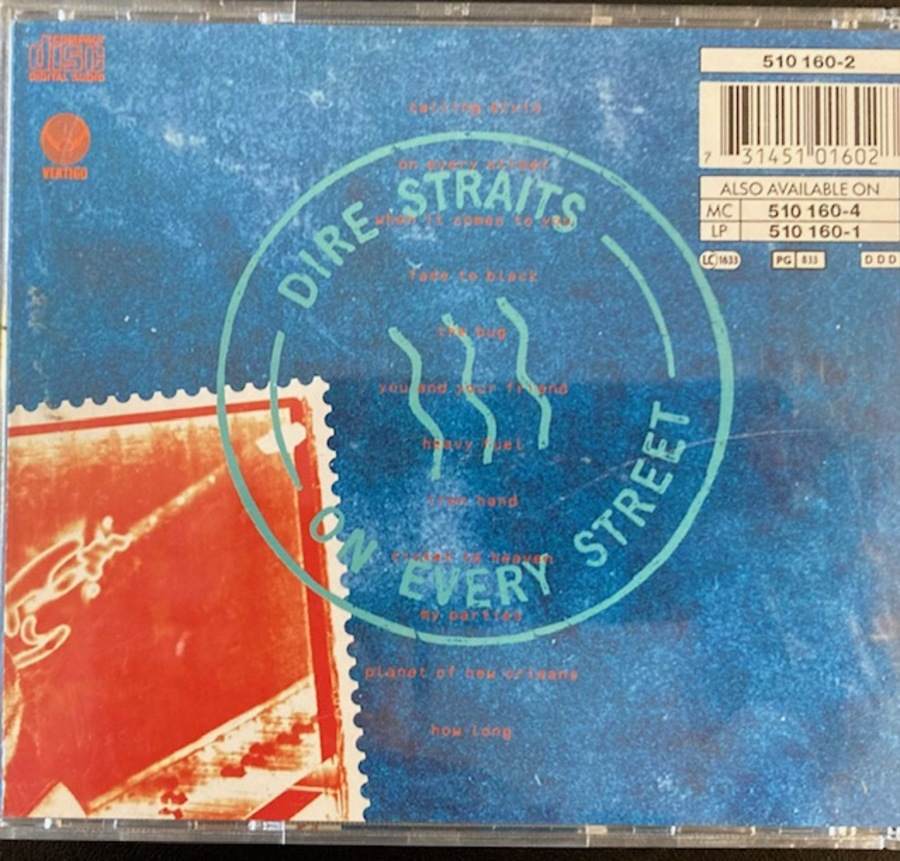 COMPACT
disc
DIGITAL AUDIO
VERTIGO
510 160-2
7 31451 01602
ALSO AVAILABLE ON
MC 510 160-4
LP 510 160-1
LC 1633 PG 833 DDD
DIRE STRAITS
ON EVERY STREET
calling elvis
on every street
when it comes to you
fade to black
the bug
you and your friend
heavy fuel
iron hand
ticket to heaven
my parties
planet of new orleans
how long